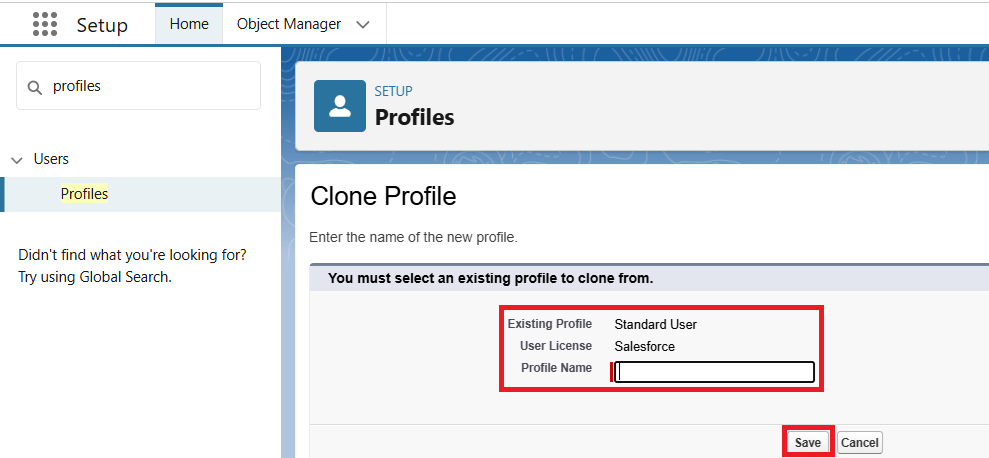 Setup
Home
Object Manager
profiles
Users
Profiles
Didn't find what you're looking for?
Try using Global Search.
SETUP
Profiles
Clone Profile
Enter the name of the new profile.
You must select an existing profile to clone from.
Existing Profile Standard User
User License Salesforce
Profile Name
Save Cancel